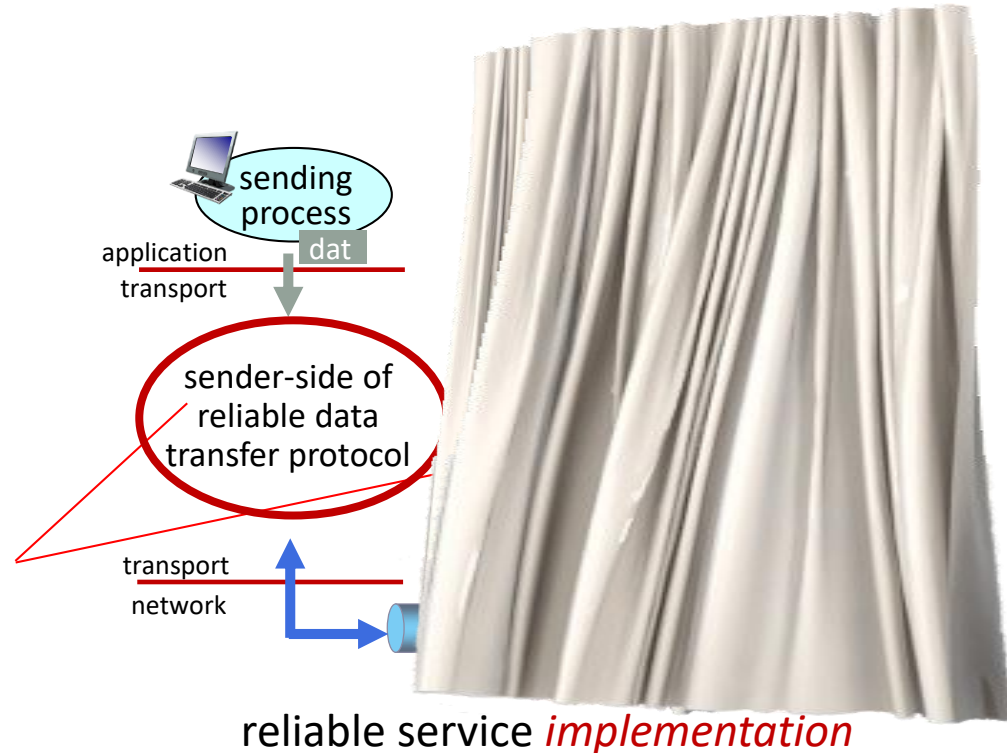 sending
process
dat
application
transport
sender-side of
reliable data
transfer protocol
transport
network
reliable service implementation